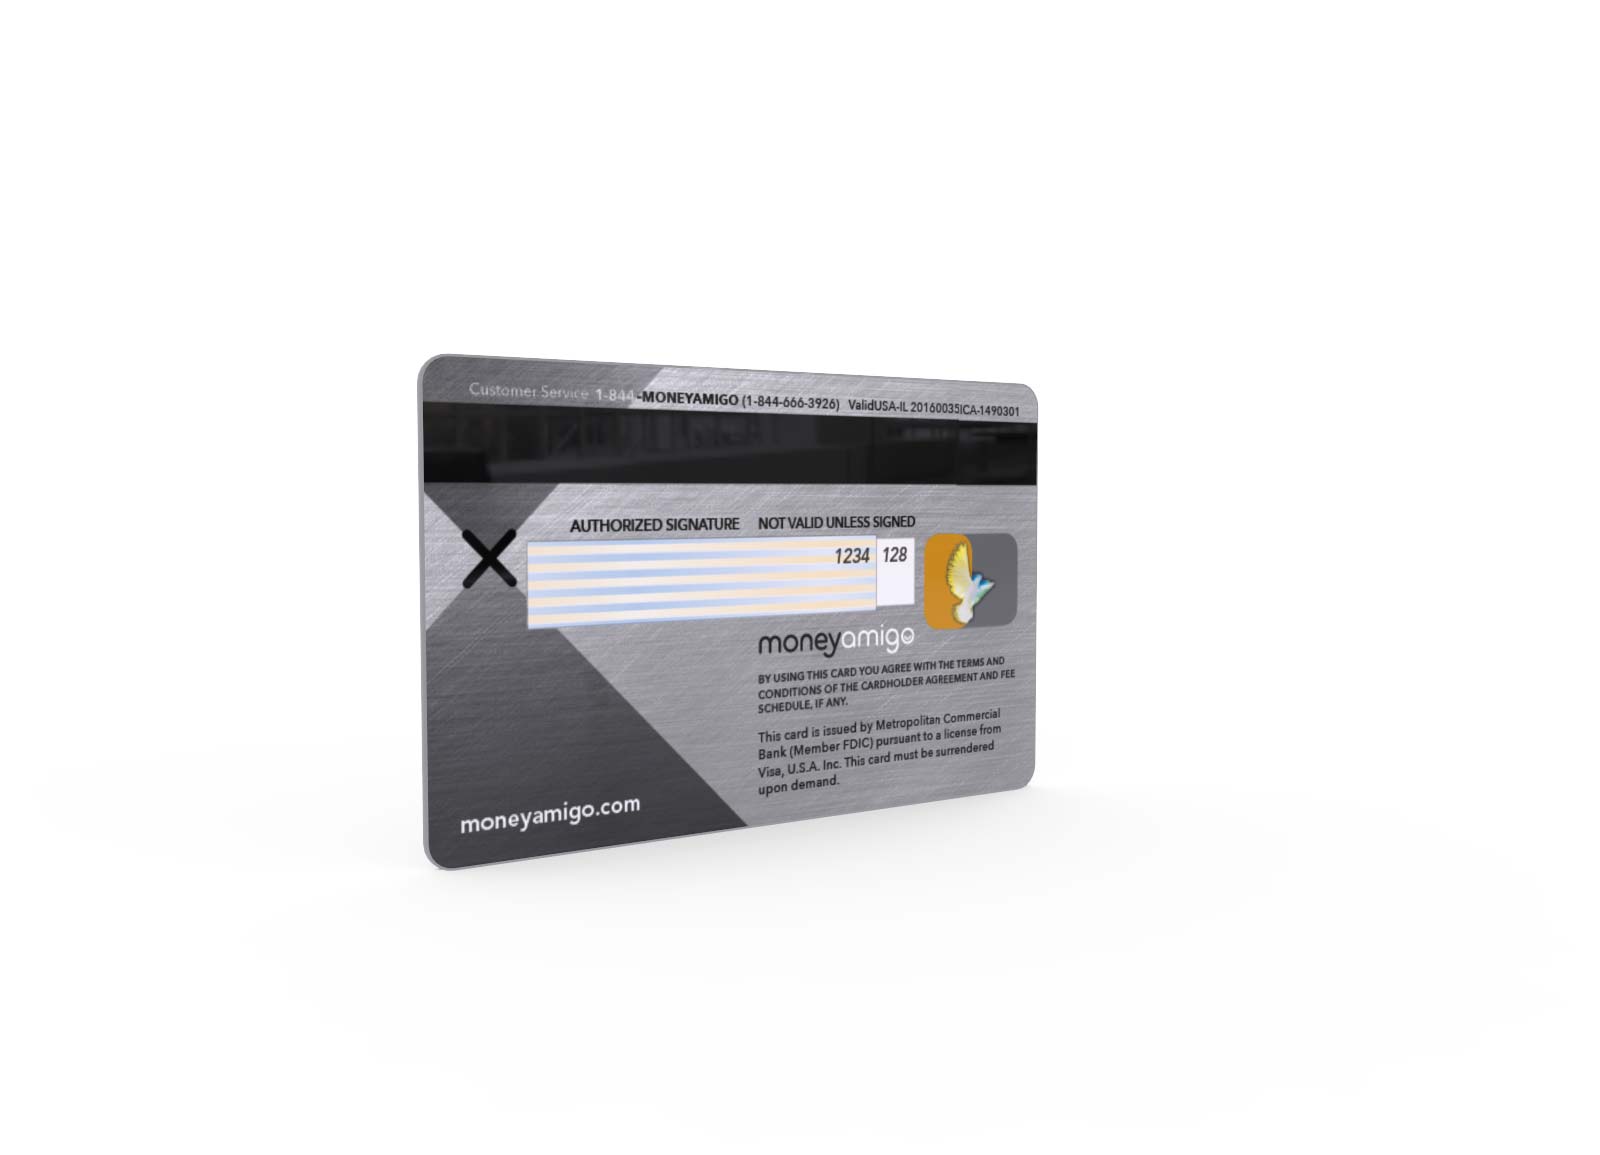 Customer Service 1-844-MONEYAMIGO (1-844-666-3926) ValidUSA-IL 20160035ICA-1490301
AUTHORIZED SIGNATURE NOT VALID UNLESS SIGNED
1234 128
moneyamigo
BY USING THIS CARD YOU AGREE WITH THE TERMS AND
CONDITIONS OF THE CARDHOLDER AGREEMENT AND FEE
SCHEDULE, IF ANY.
This card is issued by Metropolitan Commercial
Bank (Member FDIC) pursuant to a license from
Visa, U.S.A. Inc. This card must be surrendered
upon demand.
moneyamigo.com